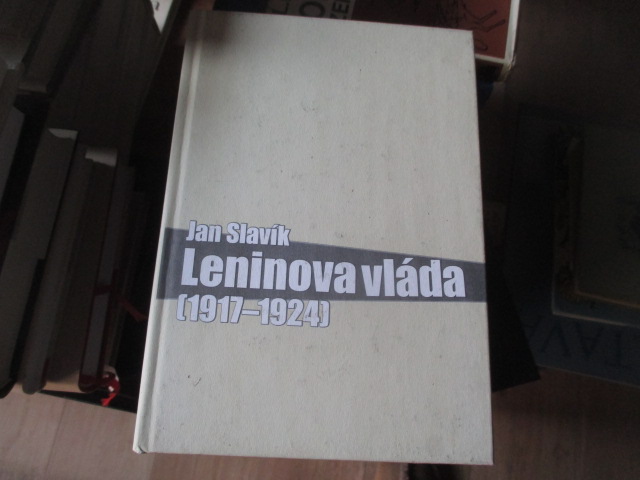 Jan Slavík
Leninova vláda
(1917–1924)